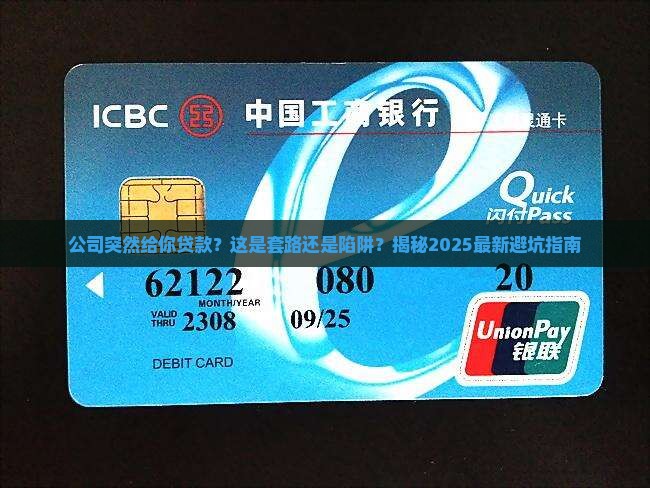 ICBC 中国工商银行
通卡
Quick
闪付Pass
公司突然给你贷款？这是套路还是陷阱？揭秘2025最新避坑指南
62122 080 20
MONTH/YEAR
VALID THRU 2308 09/25
DEBIT CARD
UnionPay
银联